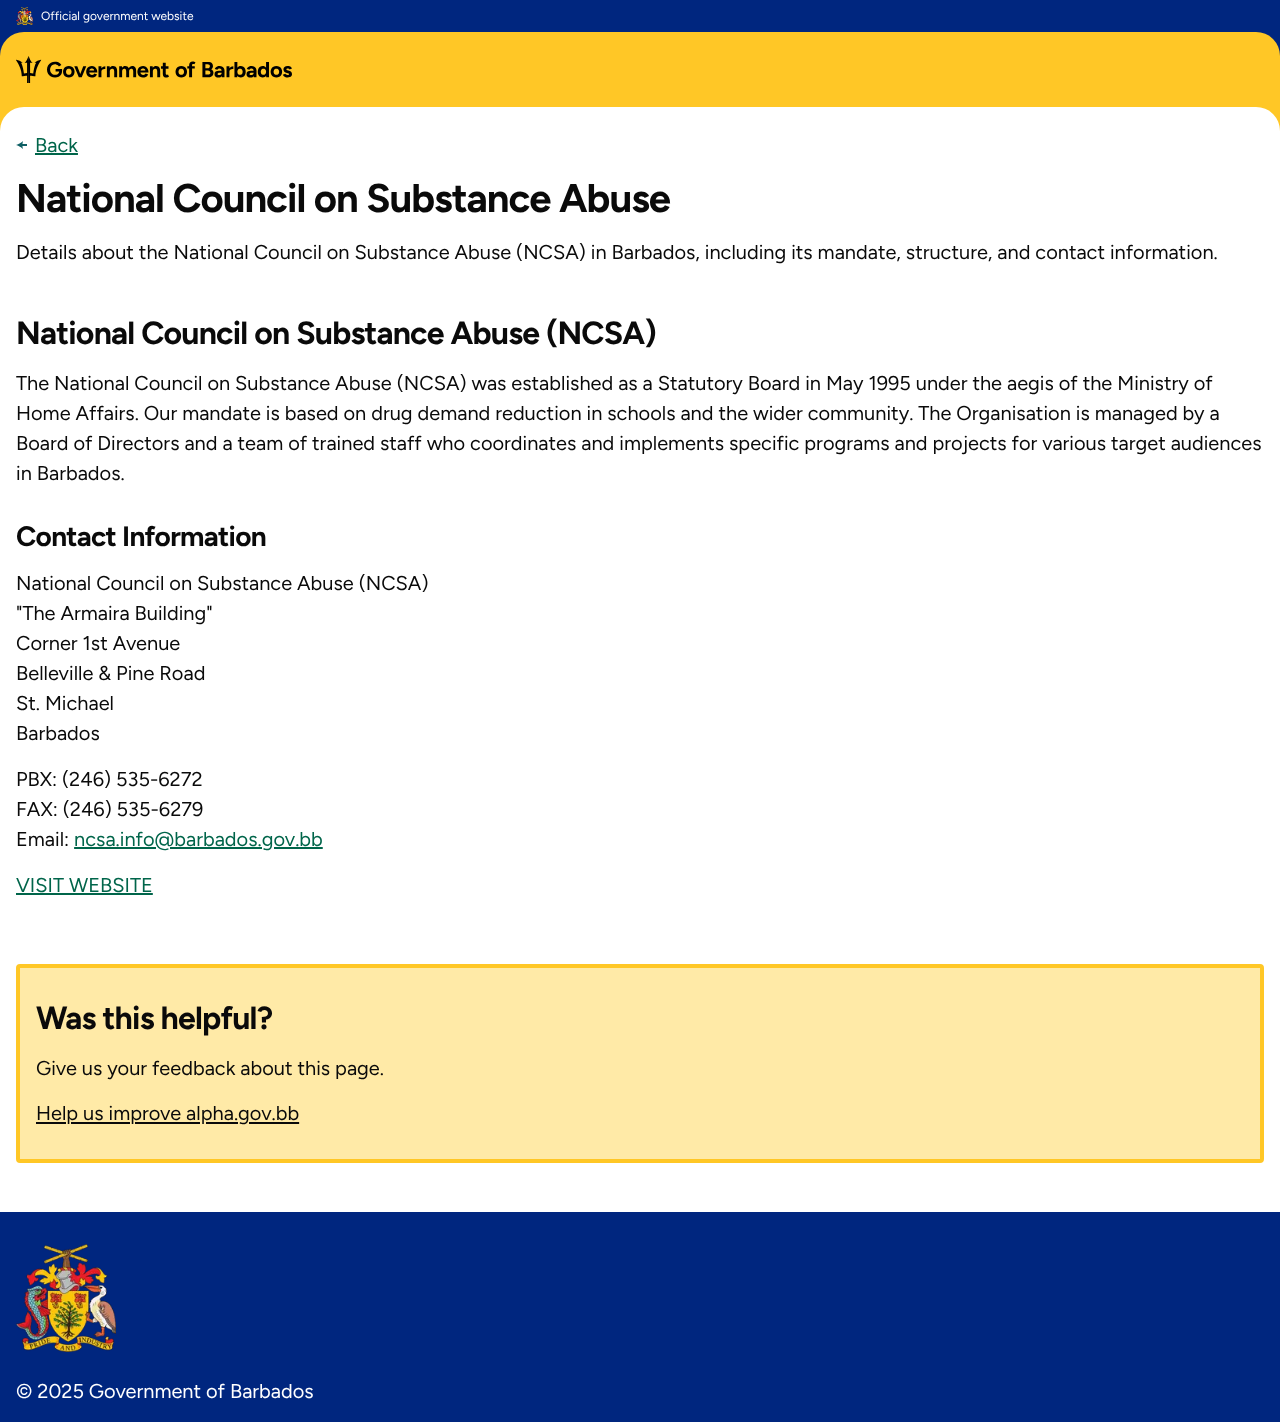 Official government website
Government of Barbados
Back
National Council on Substance Abuse
Details about the National Council on Substance Abuse (NCSA) in Barbados, including its mandate, structure, and contact information.
National Council on Substance Abuse (NCSA)
The National Council on Substance Abuse (NCSA) was established as a Statutory Board in May 1995 under the aegis of the Ministry of
Home Affairs. Our mandate is based on drug demand reduction in schools and the wider community. The Organisation is managed by a
Board of Directors and a team of trained staff who coordinates and implements specific programs and projects for various target audiences
in Barbados.
Contact Information
National Council on Substance Abuse (NCSA)
"The Armaira Building"
Corner 1st Avenue
Belleville & Pine Road
St. Michael
Barbados
PBX: (246) 535-6272
FAX: (246) 535-6279
Email: ncsa.info@barbados.gov.bb
VISIT WEBSITE
Was this helpful?
Give us your feedback about this page.
Help us improve alpha.gov.bb
PRIDE AND INDUSTRY
© 2025 Government of Barbados